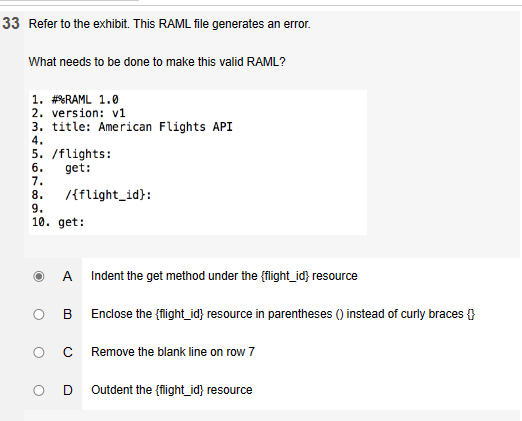 33 Refer to the exhibit. This RAML file generates an error.
What needs to be done to make this valid RAML?
1. #%RAML 1.0
2. version: v1
3. title: American Flights API
4.
5. /flights:
6.   get:
7.
8.   /{flight_id}:
9.
10. get:
A Indent the get method under the {flight_id} resource
B Enclose the {flight_id} resource in parentheses () instead of curly braces {}
C Remove the blank line on row 7
D Outdent the {flight_id} resource